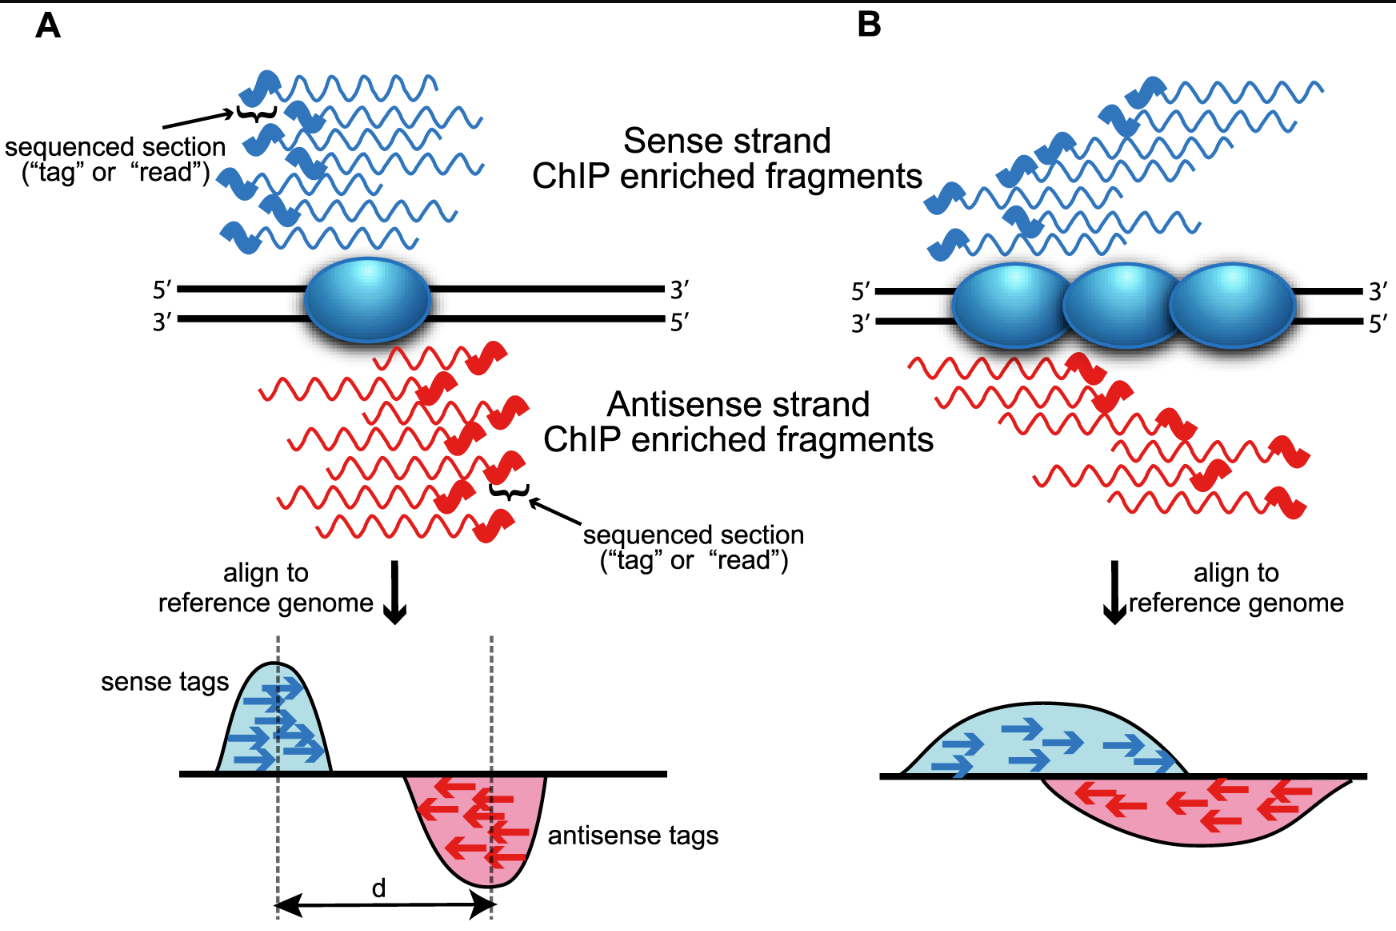 A
B
sequenced section
(“tag” or “read”)
Sense strand
ChIP enriched fragments
5′
3′
3′
5′
5′
3′
3′
5′
Antisense strand
ChIP enriched fragments
sequenced section
(“tag” or “read”)
align to
reference genome
align to
reference genome
sense tags
antisense tags
d